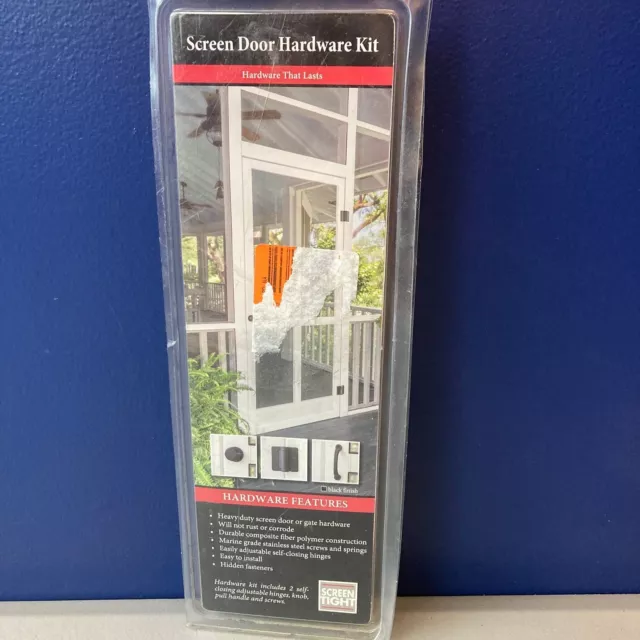 Screen Door Hardware Kit
Hardware That Lasts
black finish
HARDWARE FEATURES
• Heavy duty screen door or gate hardware
• Will not rust or corrode
• Durable composite fiber polymer construction
• Marine grade stainless steel screws and springs
• Easily adjustable self-closing hinges
• Easy to install
• Hidden fasteners
Hardware kit includes 2 self-
closing adjustable hinges, knob,
pull handle and screws.
SCREEN
TIGHT